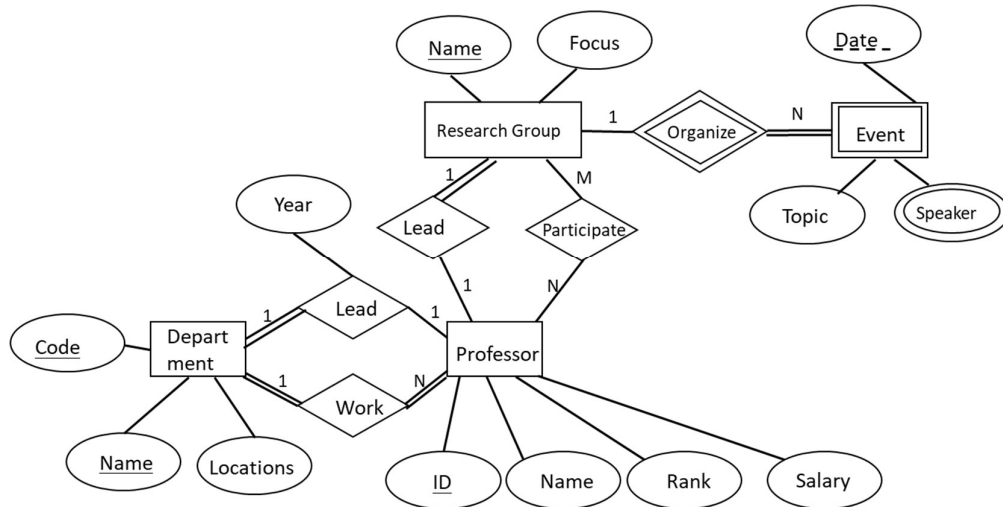 Name
Focus
Date
Research Group
1
Organize
N
Event
1
M
Year
Lead
Participate
Topic
Speaker
1
N
1
Lead
1
Code
Depart
ment
Professor
1
N
Work
Name
Locations
ID
Name
Rank
Salary